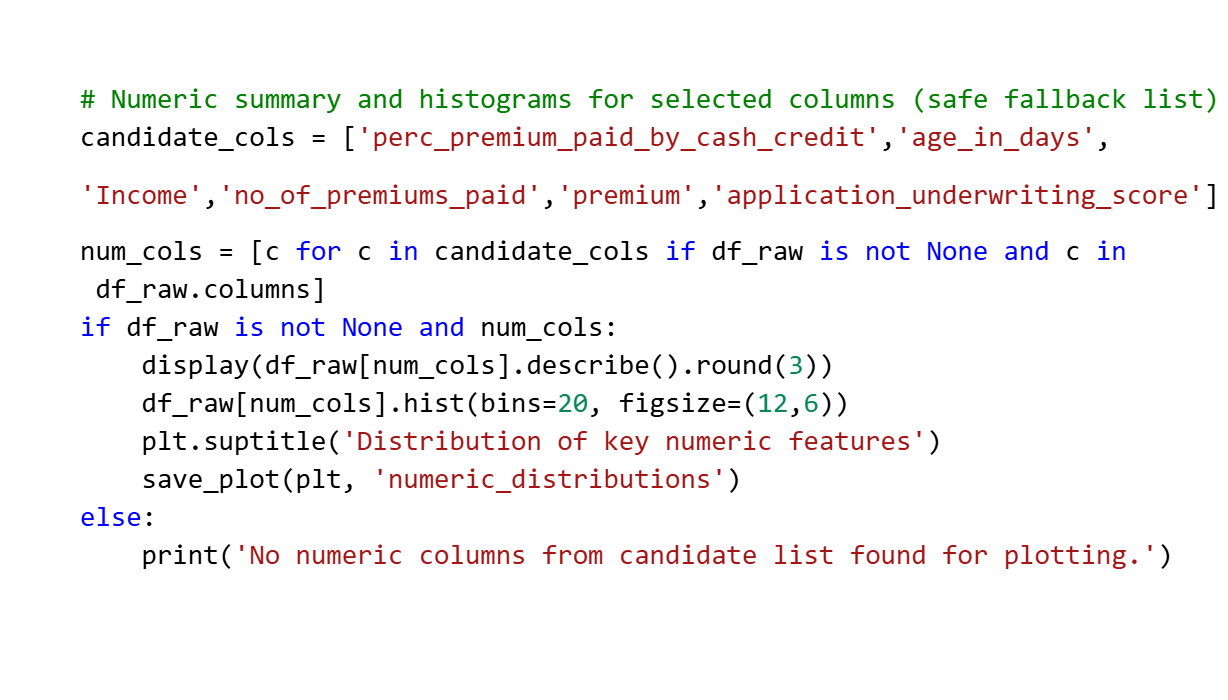 # Numeric summary and histograms for selected columns (safe fallback list)
candidate_cols = ['perc_premium_paid_by_cash_credit','age_in_days',
'Income','no_of_premiums_paid','premium','application_underwriting_score']
num_cols = [c for c in candidate_cols if df_raw is not None and c in
 df_raw.columns]
if df_raw is not None and num_cols:
    display(df_raw[num_cols].describe().round(3))
    df_raw[num_cols].hist(bins=20, figsize=(12,6))
    plt.suptitle('Distribution of key numeric features')
    save_plot(plt, 'numeric_distributions')
else:
    print('No numeric columns from candidate list found for plotting.')